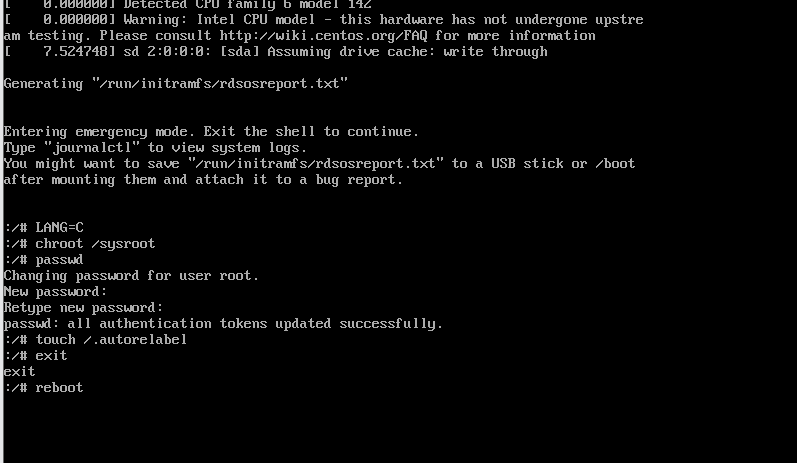 [    0.000000] Detected CPU family 6 model 142
[    0.000000] Warning: Intel CPU model - this hardware has not undergone upstre
am testing. Please consult http://wiki.centos.org/FAQ for more information
[    7.524748] sd 2:0:0:0: [sda] Assuming drive cache: write through
Generating "/run/initramfs/rdsosreport.txt"
Entering emergency mode. Exit the shell to continue.
Type "journalctl" to view system logs.
You might want to save "/run/initramfs/rdsosreport.txt" to a USB stick or /boot
after mounting them and attach it to a bug report.
:/# LANG=C
:/# chroot /sysroot
:/# passwd
Changing password for user root.
New password:
Retype new password:
passwd: all authentication tokens updated successfully.
:/# touch /.autorelabel
:/# exit
exit
:/# reboot